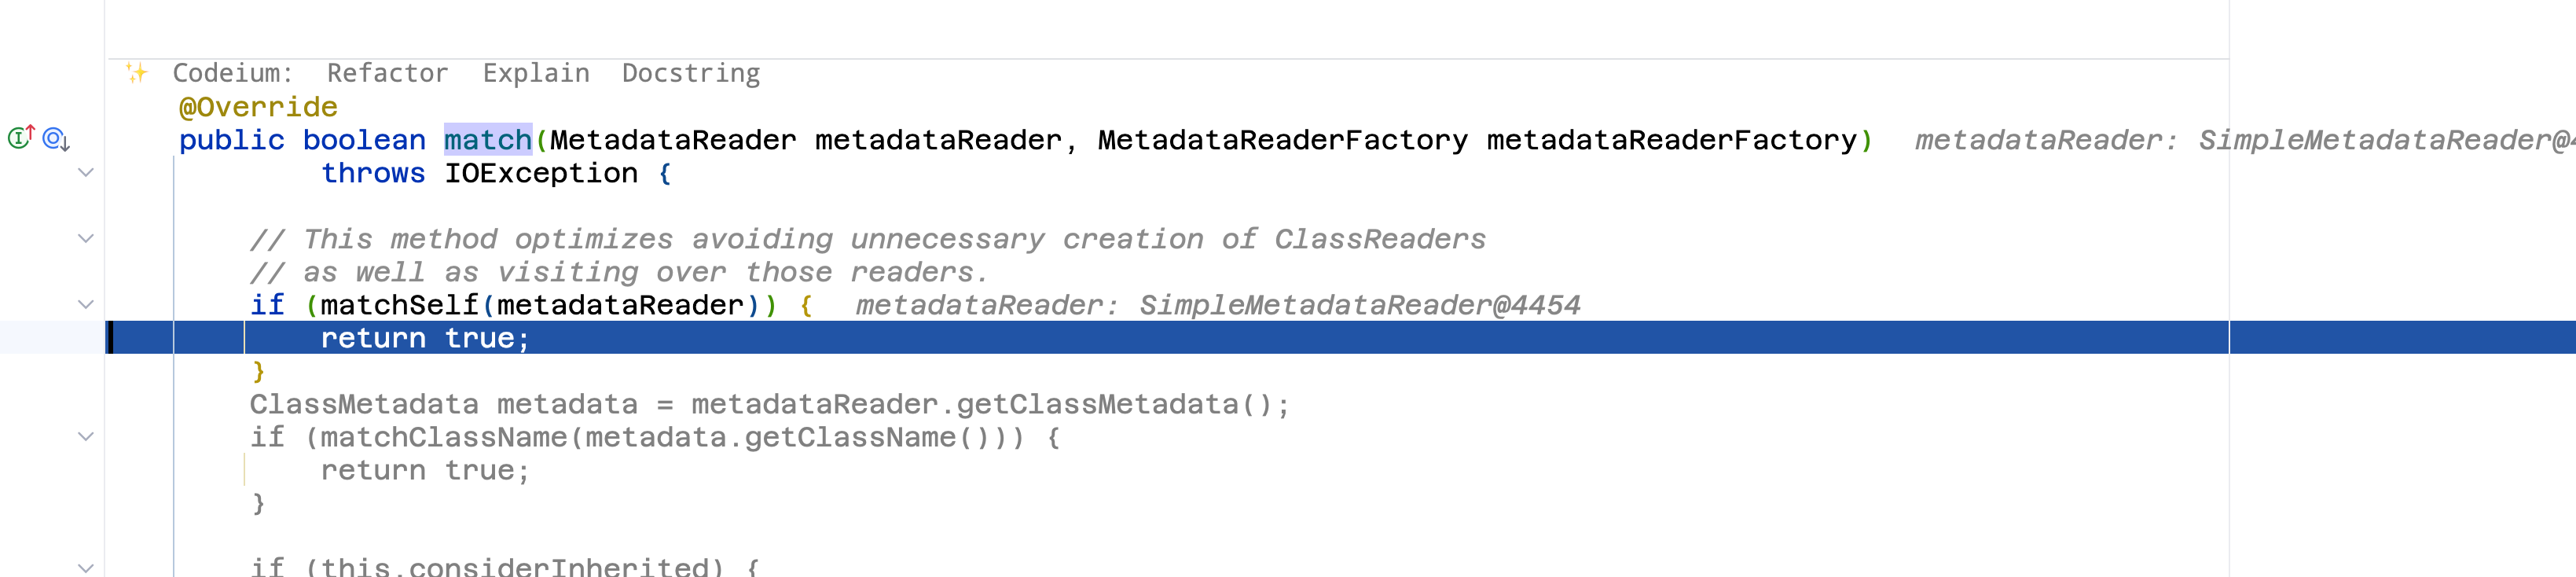 Codeium: Refactor Explain Docstring
@Override
public boolean match(MetadataReader metadataReader, MetadataReaderFactory metadataReaderFactory) metadataReader: SimpleMetadataReader@4
throws IOException {
// This method optimizes avoiding unnecessary creation of ClassReaders
// as well as visiting over those readers.
if (matchSelf(metadataReader)) { metadataReader: SimpleMetadataReader@4454
return true;
}
ClassMetadata metadata = metadataReader.getClassMetadata();
if (matchClassName(metadata.getClassName())) {
return true;
}
if (this.considerInherited) {